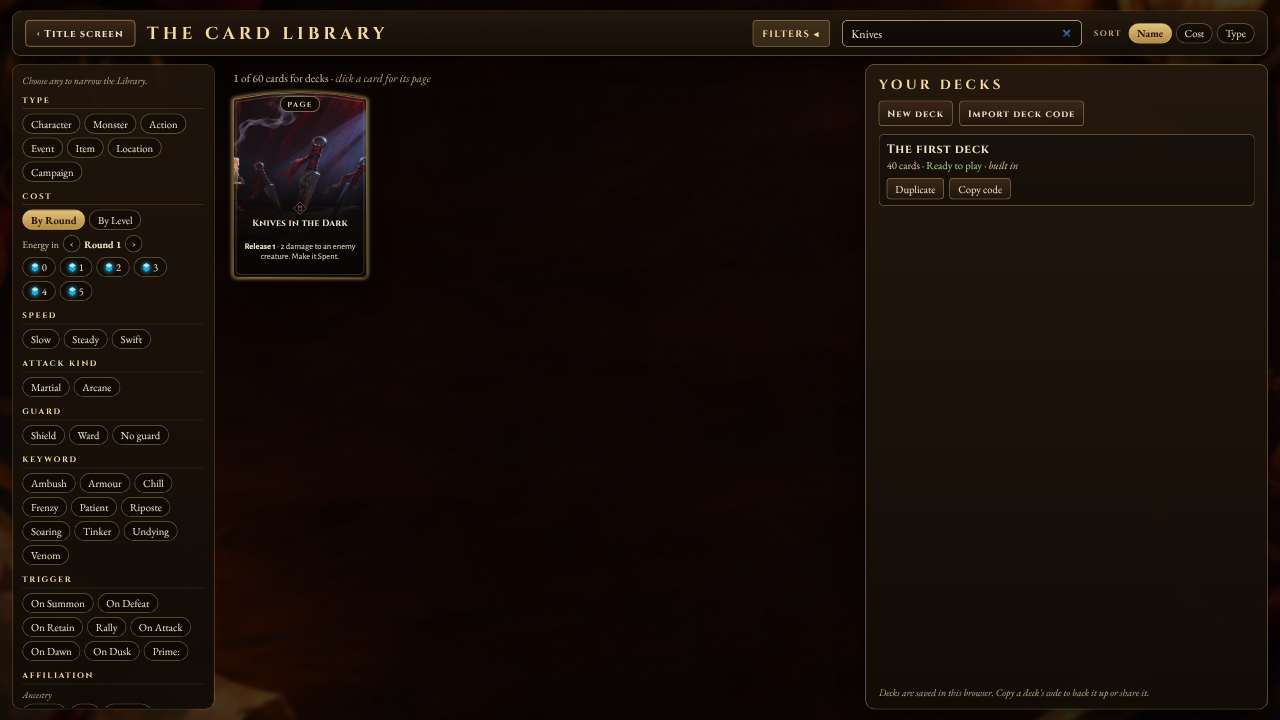 ‹ Title screen
The Card Library
Filters ◂
Knives
Sort
Name
Cost
Type
Choose any to narrow the Library.
Type
Character
Monster
Action
Event
Item
Location
Campaign
Cost
By Round
By Level
Energy in ‹ Round 1 ›
0
1
2
3
4
5
Speed
Slow
Steady
Swift
Attack kind
Martial
Arcane
Guard
Shield
Ward
No guard
Keyword
Ambush
Armour
Chill
Frenzy
Patient
Riposte
Soaring
Tinker
Undying
Venom
Trigger
On Summon
On Defeat
On Retain
Rally
On Attack
On Dawn
On Dusk
Prime:
Affiliation
Ancestry
1 of 60 cards for decks · click a card for its page
Page
Knives in the Dark
Release 1 · 2 damage to an enemy
creature. Make it Spent.
Your decks
New deck
Import deck code
The first deck
40 cards · Ready to play · built in
Duplicate
Copy code
Decks are saved in this browser. Copy a deck's code to back it up or share it.